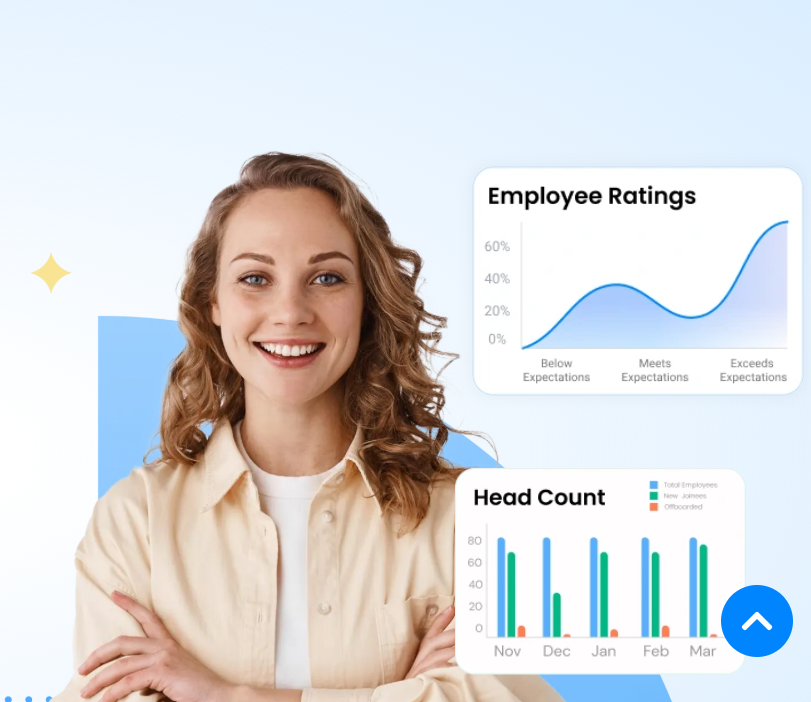 Employee Ratings
60%
40%
20%
0%
Below Expectations
Meets Expectations
Exceeds Expectations
Head Count
Total Employees
New Joinees
Offboarded
80
60
40
20
0
Nov Dec Jan Feb Mar